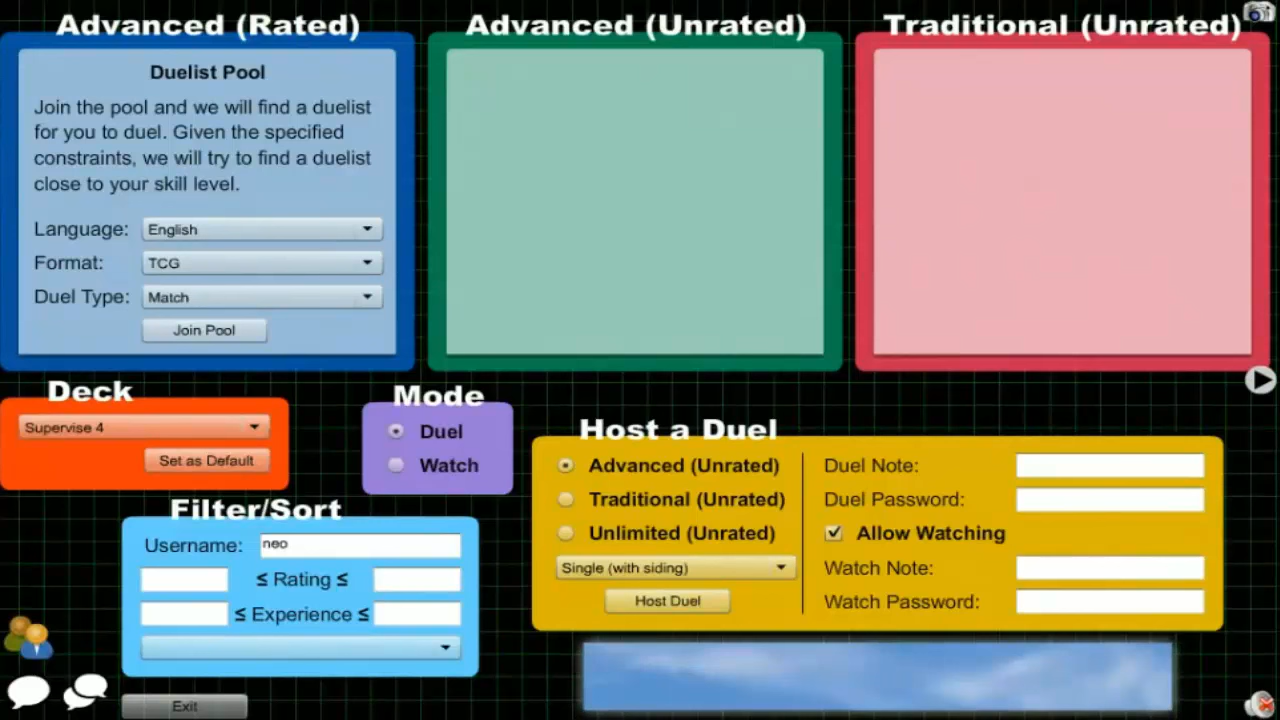 Advanced (Rated)
Advanced (Unrated)
Traditional (Unrated)
Duelist Pool
Join the pool and we will find a duelist
for you to duel. Given the specified
constraints, we will try to find a duelist
close to your skill level.
Language: English
Format: TCG
Duel Type: Match
Join Pool
Deck
Supervise 4
Set as Default
Mode
Duel
Watch
Filter/Sort
Username: neo
≤ Rating ≤
≤ Experience ≤
Exit
Host a Duel
Advanced (Unrated)
Traditional (Unrated)
Unlimited (Unrated)
Single (with siding)
Host Duel
Duel Note:
Duel Password:
Allow Watching
Watch Note:
Watch Password: